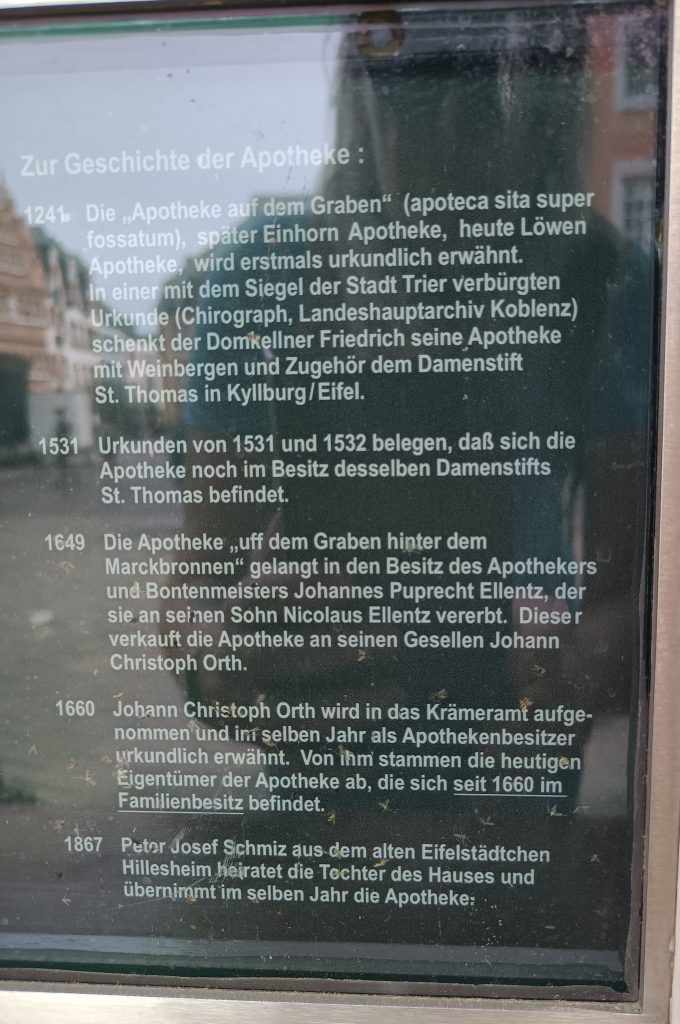 Zur Geschichte der Apotheke :
1241 Die „Apotheke auf dem Graben“ (apoteca sita super
fossatum), später Einhorn Apotheke, heute Löwen
Apotheke, wird erstmals urkundlich erwähnt.
In einer mit dem Siegel der Stadt Trier verbürgten
Urkunde (Chirograph, Landeshauptarchiv Koblenz)
schenkt der Domkellner Friedrich seine Apotheke
mit Weinbergen und Zugehör dem Damenstift
St. Thomas in Kyllburg/Eifel.
1531 Urkunden von 1531 und 1532 belegen, daß sich die
Apotheke noch im Besitz desselben Damenstifts
St. Thomas befindet.
1649 Die Apotheke „uff dem Graben hinter dem
Marckbronnen“ gelangt in den Besitz des Apothekers
und Bontenmeisters Johannes Puprecht Ellentz, der
sie an seinen Sohn Nicolaus Ellentz vererbt. Dieser
verkauft die Apotheke an seinen Gesellen Johann
Christoph Orth.
1660 Johann Christoph Orth wird in das Krämeramt aufge-
nommen und im selben Jahr als Apothekenbesitzer
urkundlich erwähnt. Von ihm stammen die heutigen
Eigentümer der Apotheke ab, die sich seit 1660 im
Familienbesitz befindet.
1867 Peter Josef Schmiz aus dem alten Eifelstädtchen
Hillesheim heiratet die Tochter des Hauses und
übernimmt im selben Jahr die Apotheke.